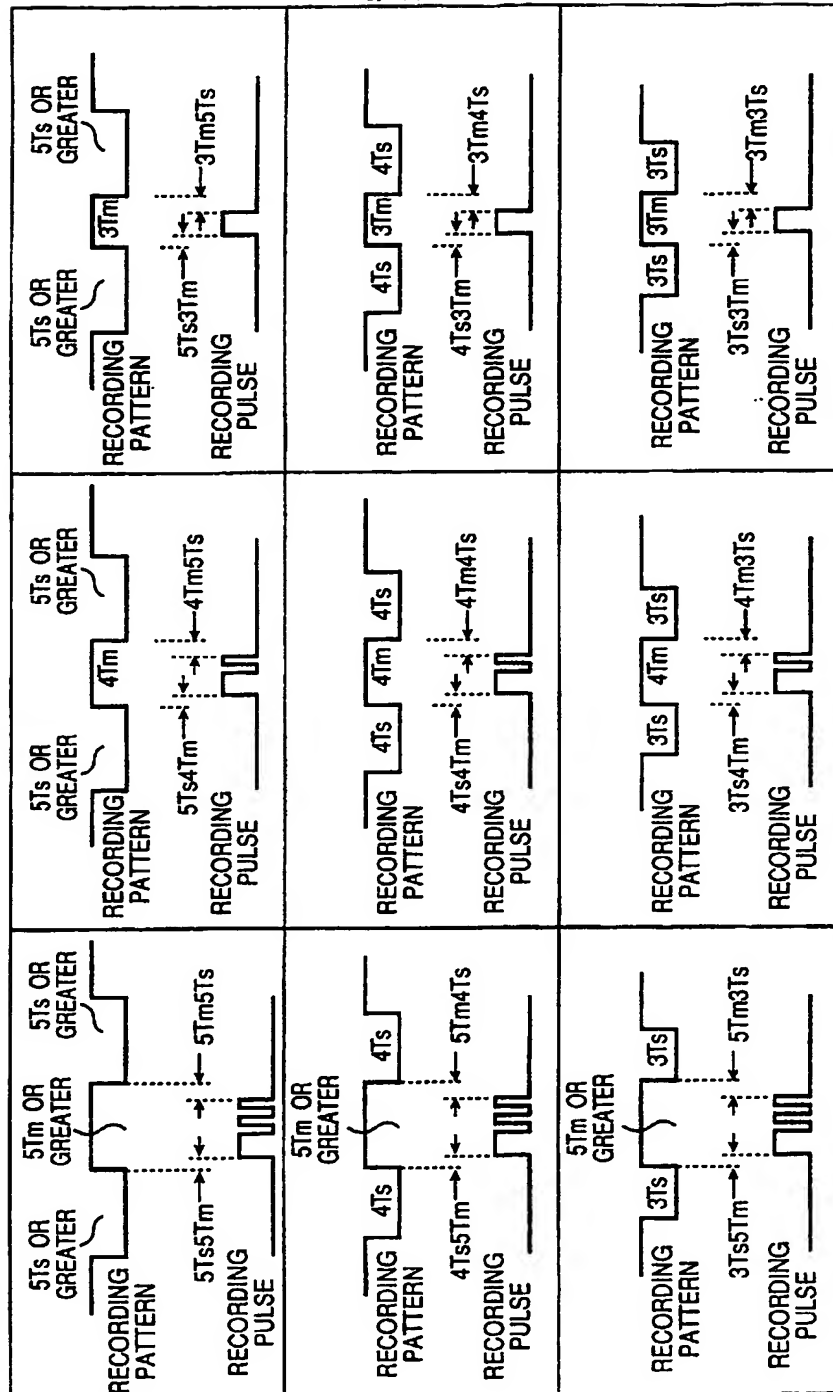 5Ts OR
GREATER
5Tm OR
GREATER
5Ts OR
GREATER
RECORDING
PATTERN
5Ts5Tm
5Tm5Ts
RECORDING
PULSE
5Ts OR
GREATER
4Tm
5Ts OR
GREATER
RECORDING
PATTERN
5Ts4Tm
4Tm5Ts
RECORDING
PULSE
5Ts OR
GREATER
3Tm
5Ts OR
GREATER
RECORDING
PATTERN
5Ts3Tm
3Tm5Ts
RECORDING
PULSE
5Tm OR
GREATER
4Ts
4Ts
RECORDING
PATTERN
4Ts5Tm
5Tm4Ts
RECORDING
PULSE
4Ts
4Tm
4Ts
RECORDING
PATTERN
4Ts4Tm
4Tm4Ts
RECORDING
PULSE
4Ts
3Tm
4Ts
RECORDING
PATTERN
4Ts3Tm
3Tm4Ts
RECORDING
PULSE
5Tm OR
GREATER
3Ts
3Ts
RECORDING
PATTERN
3Ts5Tm
5Tm3Ts
RECORDING
PULSE
3Ts
4Tm
3Ts
RECORDING
PATTERN
3Ts4Tm
4Tm3Ts
RECORDING
PULSE
3Ts
3Tm
3Ts
RECORDING
PATTERN
3Ts3Tm
3Tm3Ts
RECORDING
PULSE